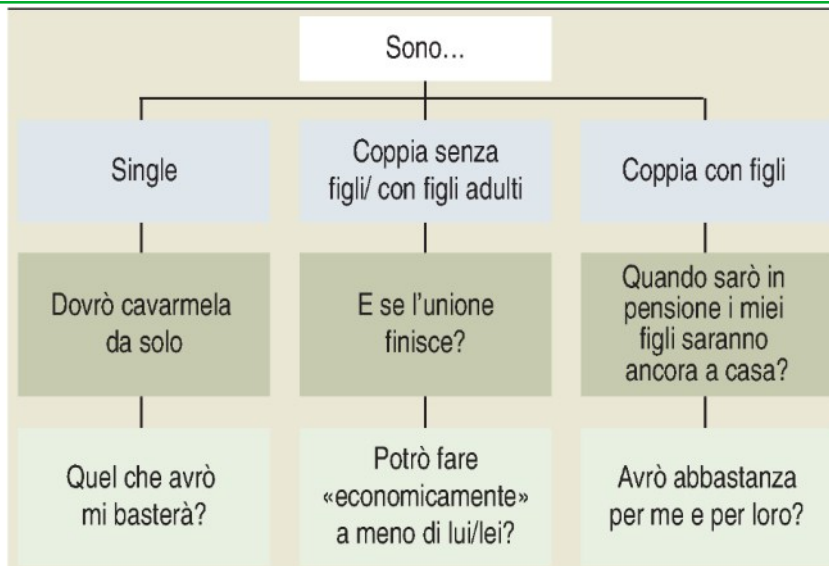 Sono...
Single
Coppia senza
figli/ con figli adulti
Coppia con figli
Dovrò cavarmela
da solo
E se l'unione
finisce?
Quando sarò in
pensione i miei
figli saranno
ancora a casa?
Quel che avrò
mi basterà?
Potrò fare
«economicamente»
a meno di lui/lei?
Avrò abbastanza
per me e per loro?